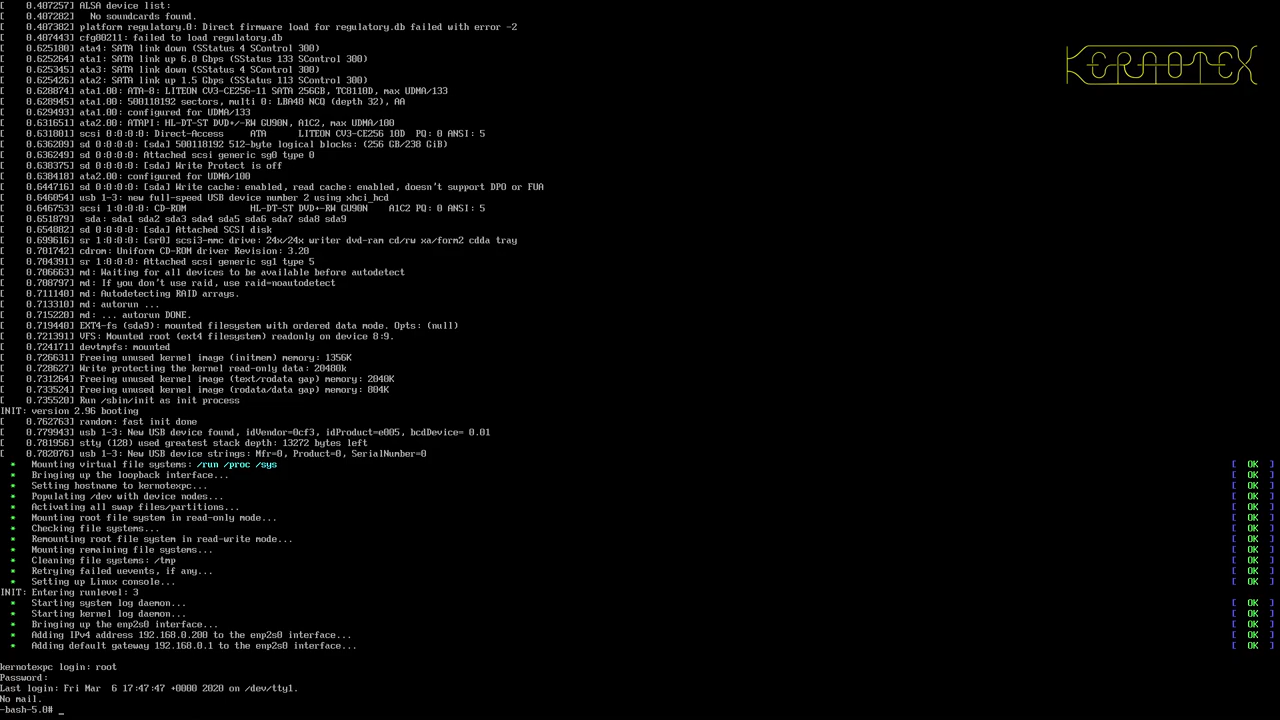 [    0.407257] ALSA device list:
[    0.407282]   No soundcards found.
[    0.407382] platform regulatory.0: Direct firmware load for regulatory.db failed with error -2
[    0.407443] cfg80211: failed to load regulatory.db
[    0.625180] ata4: SATA link down (SStatus 4 SControl 300)
[    0.625264] ata1: SATA link up 6.0 Gbps (SStatus 133 SControl 300)
[    0.625345] ata3: SATA link down (SStatus 4 SControl 300)
[    0.625426] ata2: SATA link up 1.5 Gbps (SStatus 113 SControl 300)
[    0.628874] ata1.00: ATA-8: LITEON CV3-CE256-11 SATA 256GB, TC8110D, max UDMA/133
[    0.628945] ata1.00: 500118192 sectors, multi 0: LBA48 NCQ (depth 32), AA
[    0.629493] ata1.00: configured for UDMA/133
[    0.631651] ata2.00: ATAPI: HL-DT-ST DVD+/-RW GU90N, A1C2, max UDMA/100
[    0.631801] scsi 0:0:0:0: Direct-Access     ATA      LITEON CV3-CE256 10D  PQ: 0 ANSI: 5
[    0.636209] sd 0:0:0:0: [sda] 500118192 512-byte logical blocks: (256 GB/238 GiB)
[    0.636249] sd 0:0:0:0: Attached scsi generic sg0 type 0
[    0.638375] sd 0:0:0:0: [sda] Write Protect is off
[    0.638418] ata2.00: configured for UDMA/100
[    0.644716] sd 0:0:0:0: [sda] Write cache: enabled, read cache: enabled, doesn't support DPO or FUA
[    0.646054] usb 1-3: new full-speed USB device number 2 using xhci_hcd
[    0.646753] scsi 1:0:0:0: CD-ROM            HL-DT-ST DVD+-RW GU90N    A1C2 PQ: 0 ANSI: 5
[    0.651879]  sda: sda1 sda2 sda3 sda4 sda5 sda6 sda7 sda8 sda9
[    0.654882] sd 0:0:0:0: [sda] Attached SCSI disk
[    0.699616] sr 1:0:0:0: [sr0] scsi3-mmc drive: 24x/24x writer dvd-ram cd/rw xa/form2 cdda tray
[    0.701742] cdrom: Uniform CD-ROM driver Revision: 3.20
[    0.704391] sr 1:0:0:0: Attached scsi generic sg1 type 5
[    0.706663] md: Waiting for all devices to be available before autodetect
[    0.708797] md: If you don't use raid, use raid=noautodetect
[    0.711140] md: Autodetecting RAID arrays.
[    0.713310] md: autorun ...
[    0.715220] md: ... autorun DONE.
[    0.719440] EXT4-fs (sda9): mounted filesystem with ordered data mode. Opts: (null)
[    0.721391] VFS: Mounted root (ext4 filesystem) readonly on device 8:9.
[    0.724171] devtmpfs: mounted
[    0.726631] Freeing unused kernel image (initmem) memory: 1356K
[    0.728627] Write protecting the kernel read-only data: 20480k
[    0.731264] Freeing unused kernel image (text/rodata gap) memory: 2040K
[    0.733524] Freeing unused kernel image (rodata/data gap) memory: 804K
[    0.735520] Run /sbin/init as init process
INIT: version 2.96 booting
[    0.762763] random: fast init done
[    0.779943] usb 1-3: New USB device found, idVendor=0cf3, idProduct=e005, bcdDevice= 0.01
[    0.781956] stty (128) used greatest stack depth: 13272 bytes left
[    0.782076] usb 1-3: New USB device strings: Mfr=0, Product=0, SerialNumber=0
 *   Mounting virtual file systems: /run /proc /sys [  OK  ]
 *   Bringing up the loopback interface... [  OK  ]
 *   Setting hostname to kernotexpc... [  OK  ]
 *   Populating /dev with device nodes... [  OK  ]
 *   Activating all swap files/partitions... [  OK  ]
 *   Mounting root file system in read-only mode... [  OK  ]
 *   Checking file systems... [  OK  ]
 *   Remounting root file system in read-write mode... [  OK  ]
 *   Mounting remaining file systems... [  OK  ]
 *   Cleaning file systems: /tmp [  OK  ]
 *   Retrying failed uevents, if any... [  OK  ]
 *   Setting up Linux console... [  OK  ]
INIT: Entering runlevel: 3
 *   Starting system log daemon... [  OK  ]
 *   Starting kernel log daemon... [  OK  ]
 *   Bringing up the enp2s0 interface... [  OK  ]
 *   Adding IPv4 address 192.168.0.200 to the enp2s0 interface... [  OK  ]
 *   Adding default gateway 192.168.0.1 to the enp2s0 interface... [  OK  ]
kernotexpc login: root
Password:
Last login: Fri Mar  6 17:47:47 +0000 2020 on /dev/tty1.
No mail.
-bash-5.0# _
KERNOTEX